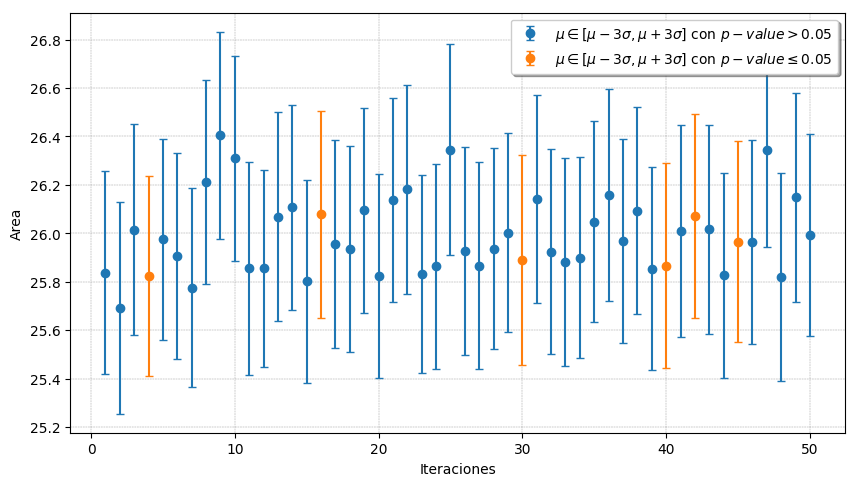 μ ∈ [μ − 3σ, μ + 3σ] con p − value > 0.05
μ ∈ [μ − 3σ, μ + 3σ] con p − value ≤ 0.05
Area
26.8
26.6
26.4
26.2
26.0
25.8
25.6
25.4
25.2
0 10 20 30 40 50
Iteraciones